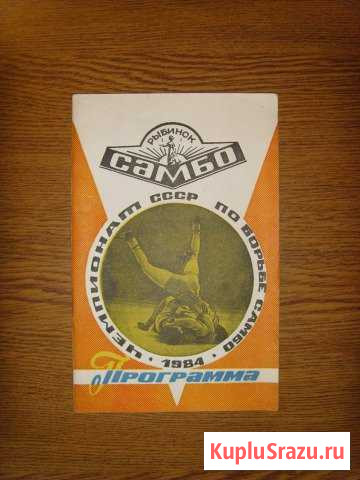 РЫБИНСК
САМБО
ЧЕМПИОНАТ СССР ПО БОРЬБЕ САМБО
• 1984 •
Программа
KupluSrazu.ru